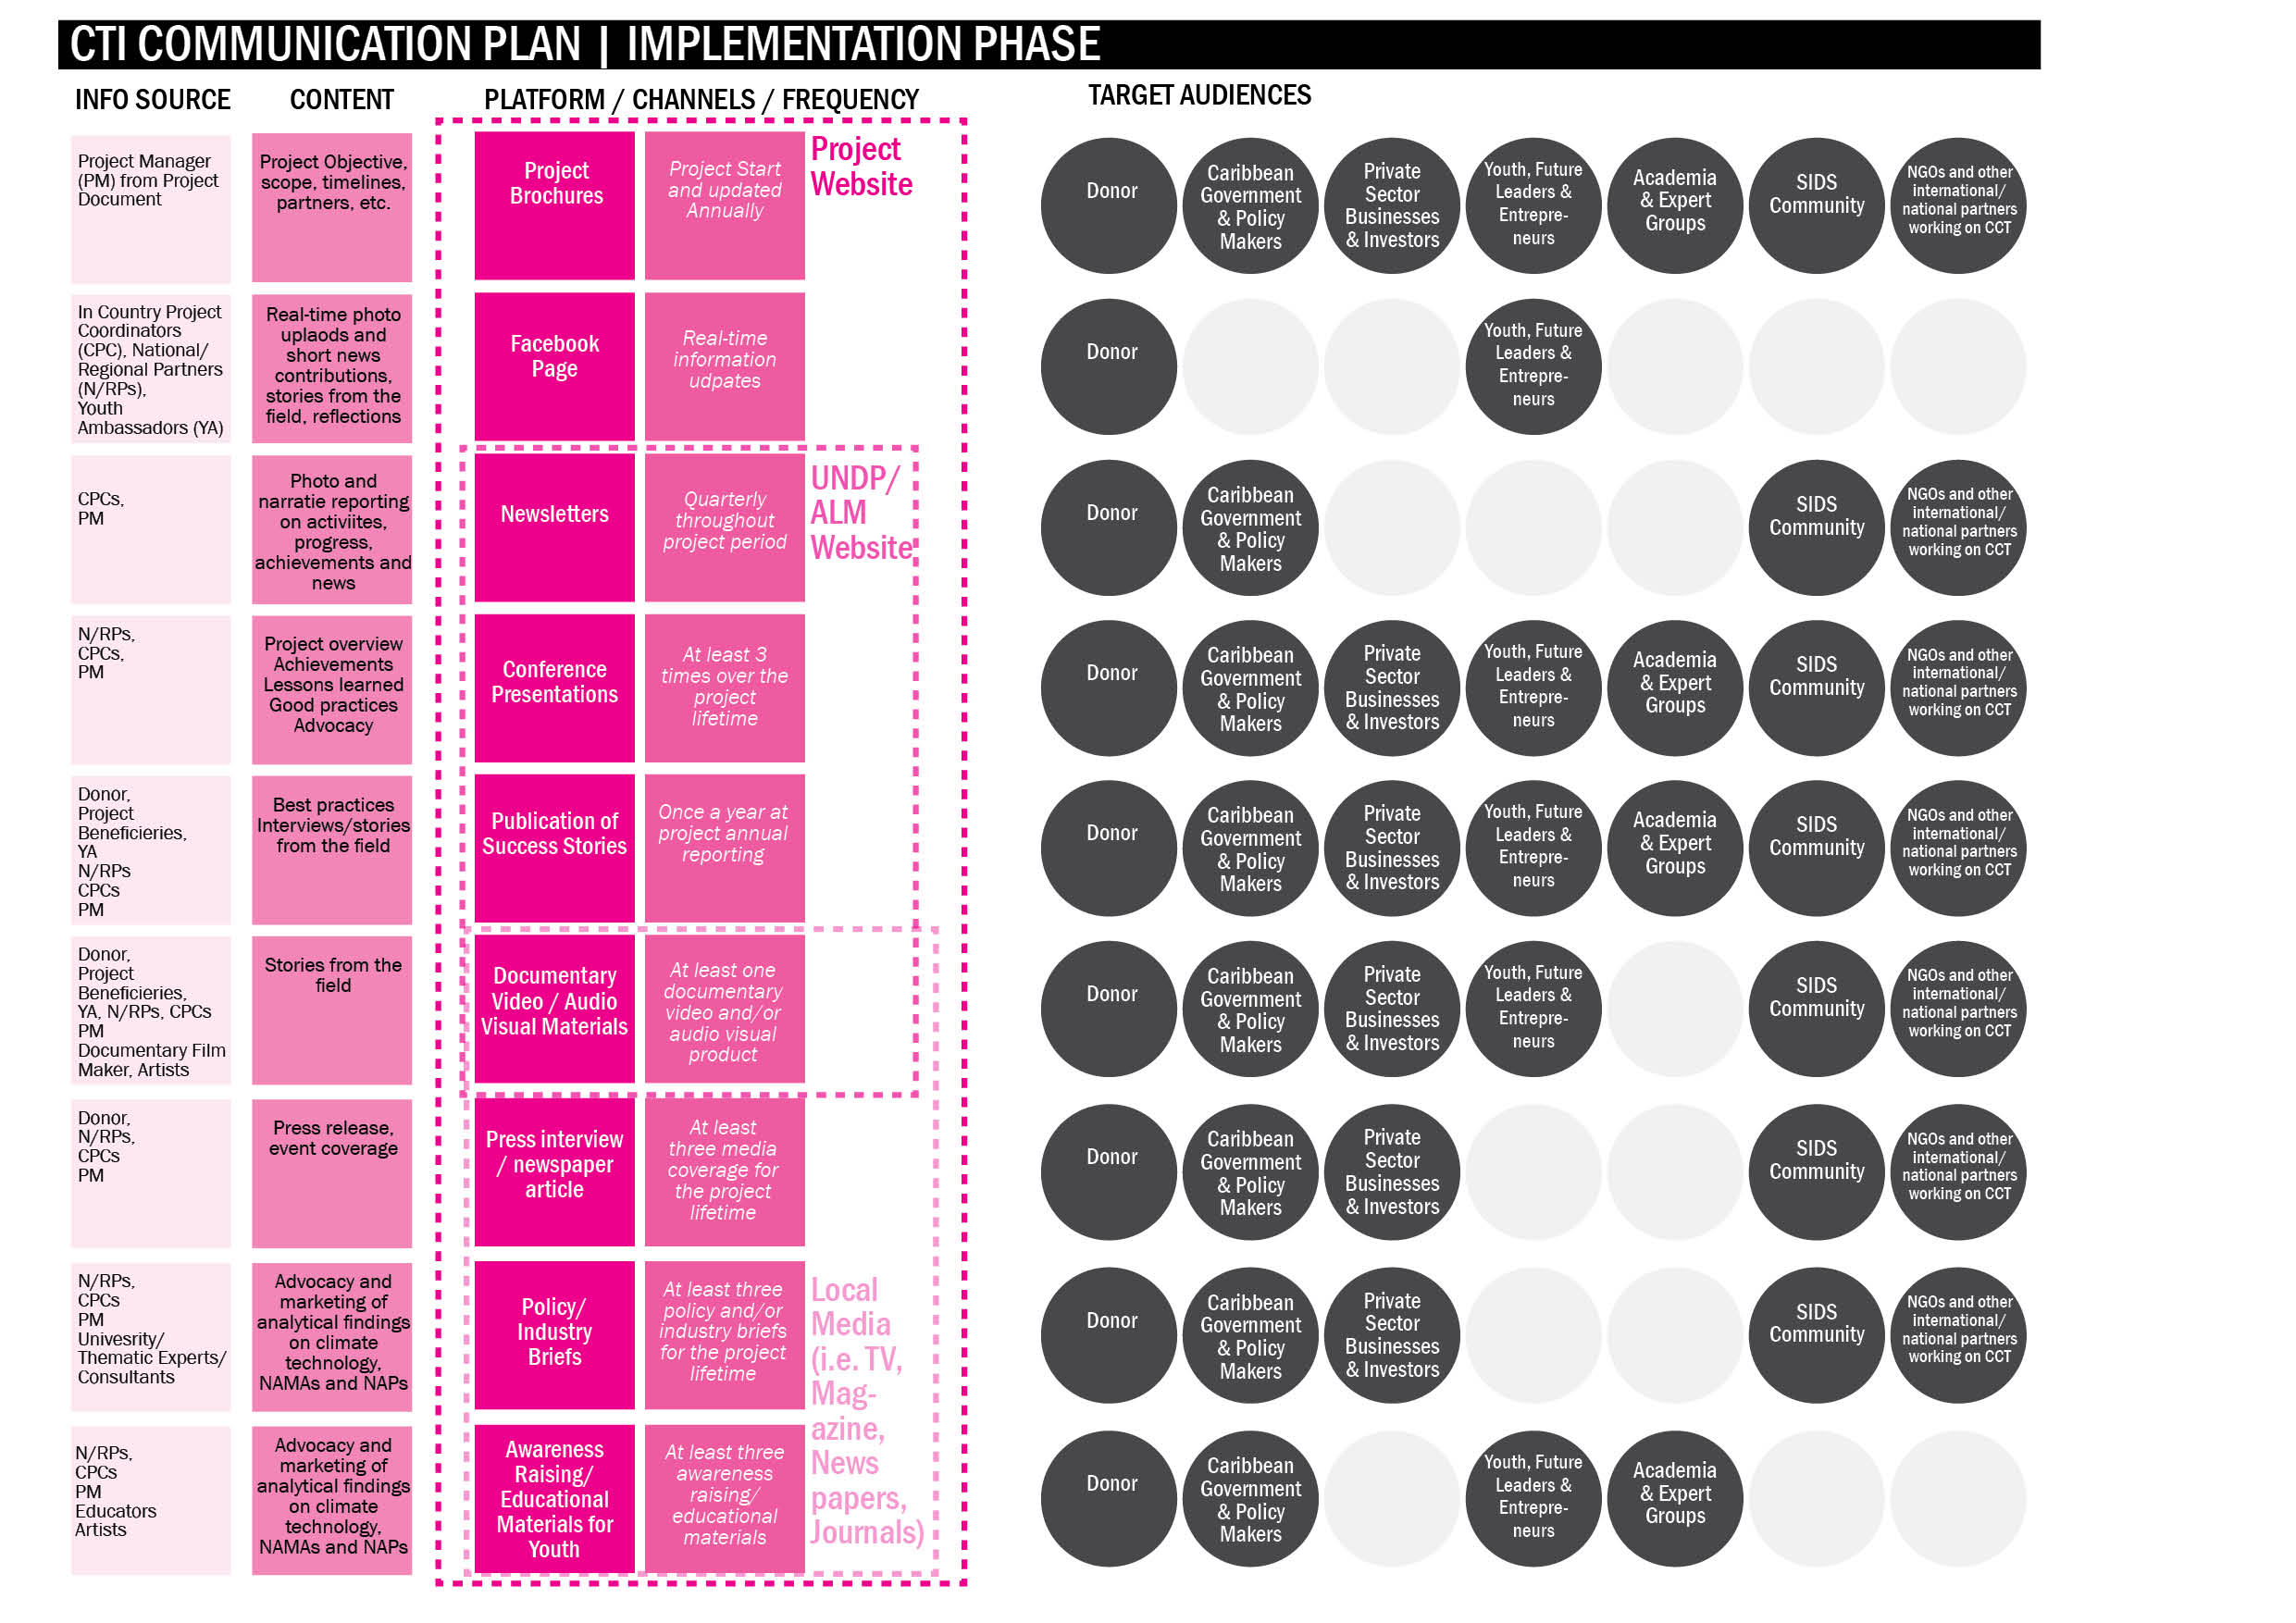 CTI COMMUNICATION PLAN | IMPLEMENTATION PHASE
INFO SOURCE
CONTENT
PLATFORM / CHANNELS / FREQUENCY
TARGET AUDIENCES
Project Manager
(PM) from Project
Document
Project Objective,
scope, timelines,
partners, etc.
Project
Brochures
Project Start
and updated
Annually
Project
Website
Donor
Caribbean
Government
& Policy
Makers
Private
Sector
Businesses
& Investors
Youth, Future
Leaders &
Entrepre-
neurs
Academia
& Expert
Groups
SIDS
Community
NGOs and other
international/
national partners
working on CCT
In Country Project
Coordinators
(CPC), National/
Regional Partners
(N/RPs),
Youth
Ambassadors (YA)
Real-time photo
uplaods and
short news
contributions,
stories from the
field, reflections
Facebook
Page
Real-time
information
udpates
Donor
Youth, Future
Leaders &
Entrepre-
neurs
CPCs,
PM
Photo and
narratie reporting
on activiites,
progress,
achievements and
news
Newsletters
Quarterly
throughout
project period
UNDP/
ALM
Website
Donor
Caribbean
Government
& Policy
Makers
SIDS
Community
NGOs and other
international/
national partners
working on CCT
N/RPs,
CPCs,
PM
Project overview
Achievements
Lessons learned
Good practices
Advocacy
Conference
Presentations
At least 3
times over the
project
lifetime
Donor
Caribbean
Government
& Policy
Makers
Private
Sector
Businesses
& Investors
Youth, Future
Leaders &
Entrepre-
neurs
Academia
& Expert
Groups
SIDS
Community
NGOs and other
international/
national partners
working on CCT
Donor,
Project
Beneficieries,
YA
N/RPs
CPCs
PM
Best practices
Interviews/stories
from the field
Publication of
Success Stories
Once a year at
project annual
reporting
Donor
Caribbean
Government
& Policy
Makers
Private
Sector
Businesses
& Investors
Youth, Future
Leaders &
Entrepre-
neurs
Academia
& Expert
Groups
SIDS
Community
NGOs and other
international/
national partners
working on CCT
Donor,
Project
Beneficieries,
YA, N/RPs, CPCs
PM
Documentary Film
Maker, Artists
Stories from the
field
Documentary
Video / Audio
Visual Materials
At least one
documentary
video and/or
audio visual
product
Donor
Caribbean
Government
& Policy
Makers
Private
Sector
Businesses
& Investors
Youth, Future
Leaders &
Entrepre-
neurs
SIDS
Community
NGOs and other
international/
national partners
working on CCT
Donor,
N/RPs,
CPCs
PM
Press release,
event coverage
Press interview
/ newspaper
article
At least
three media
coverage for
the project
lifetime
Donor
Caribbean
Government
& Policy
Makers
Private
Sector
Businesses
& Investors
SIDS
Community
NGOs and other
international/
national partners
working on CCT
N/RPs,
CPCs
PM
Univesrity/
Thematic Experts/
Consultants
Advocacy and
marketing of
analytical findings
on climate
technology,
NAMAs and NAPs
Policy/
Industry
Briefs
At least three
policy and/or
industry briefs
for the project
lifetime
Local
Media
(i.e. TV,
Mag-
azine,
News
papers,
Journals)
Donor
Caribbean
Government
& Policy
Makers
Private
Sector
Businesses
& Investors
SIDS
Community
NGOs and other
international/
national partners
working on CCT
N/RPs,
CPCs
PM
Educators
Artists
Advocacy and
marketing of
analytical findings
on climate
technology,
NAMAs and NAPs
Awareness
Raising/
Educational
Materials for
Youth
At least three
awareness
raising/
educational
materials
Donor
Caribbean
Government
& Policy
Makers
Youth, Future
Leaders &
Entrepre-
neurs
Academia
& Expert
Groups